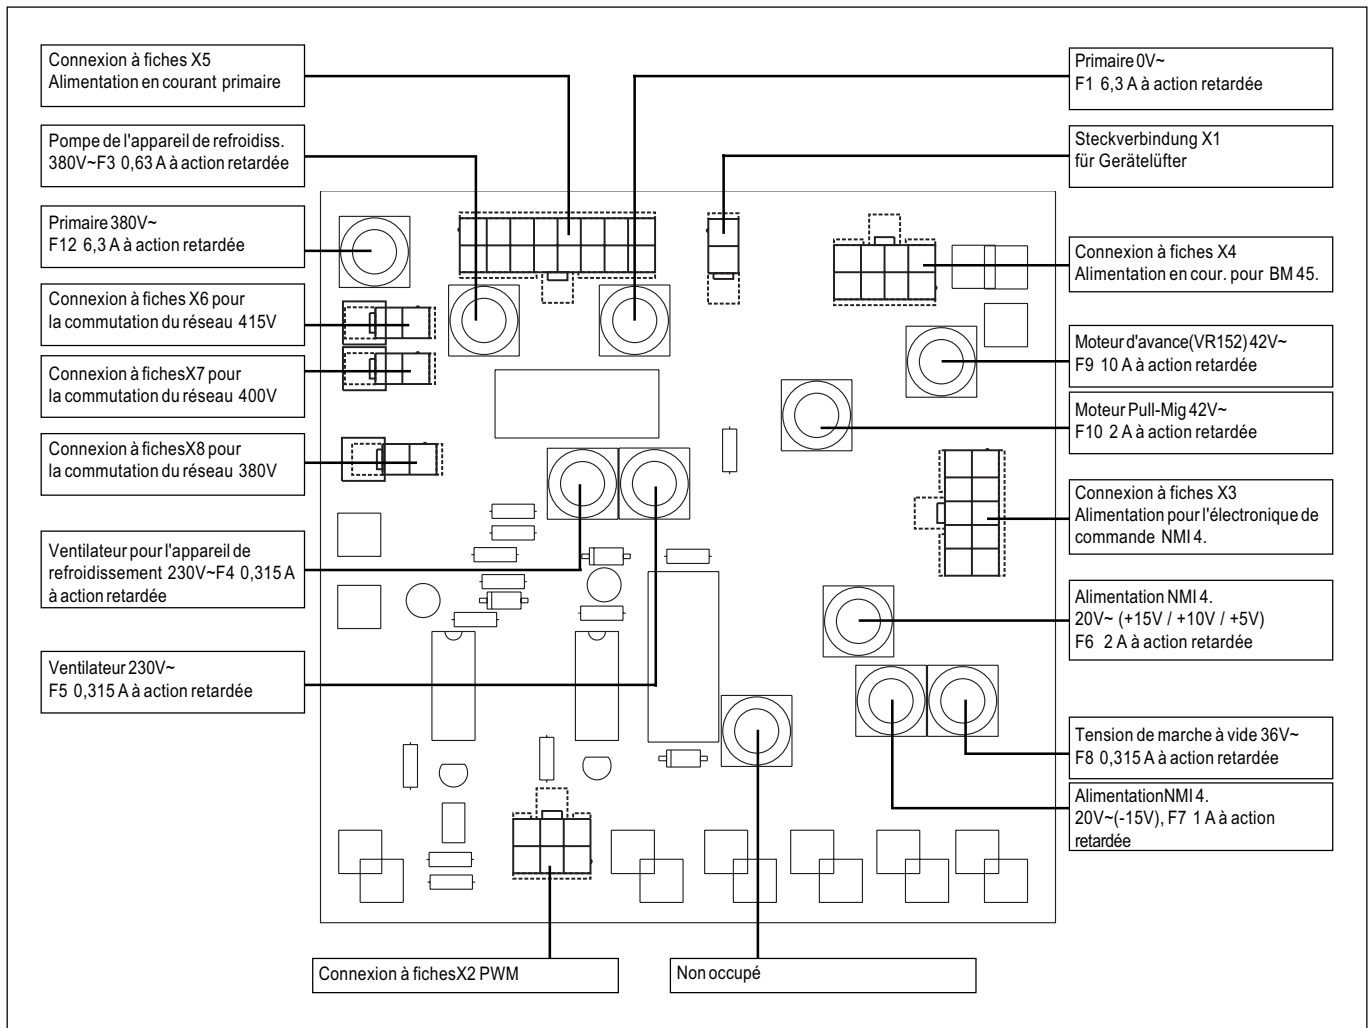 Connexion à fiches X5
Alimentation en courant primaire
Pompe de l'appareil de refroidiss.
380V~F3 0,63 A à action retardée
Primaire 380V~
F12 6,3 A à action retardée
Connexion à fiches X6 pour
la commutation du réseau 415V
Connexion à fichesX7 pour
la commutation du réseau 400V
Connexion à fichesX8 pour
la commutation du réseau 380V
Ventilateur pour l'appareil de
refroidissement 230V~F4 0,315 A
à action retardée
Ventilateur 230V~
F5 0,315 A à action retardée
Connexion à fichesX2 PWM
Non occupé
Primaire 0V~
F1 6,3 A à action retardée
Steckverbindung X1
für Gerätelüfter
Connexion à fiches X4
Alimentation en cour. pour BM 45.
Moteur d'avance(VR152) 42V~
F9 10 A à action retardée
Moteur Pull-Mig 42V~
F10 2 A à action retardée
Connexion à fiches X3
Alimentation pour l'électronique de
commande NMI 4.
Alimentation NMI 4.
20V~ (+15V / +10V / +5V)
F6 2 A à action retardée
Tension de marche à vide 36V~
F8 0,315 A à action retardée
AlimentationNMI 4.
20V~(-15V), F7 1 A à action
retardée